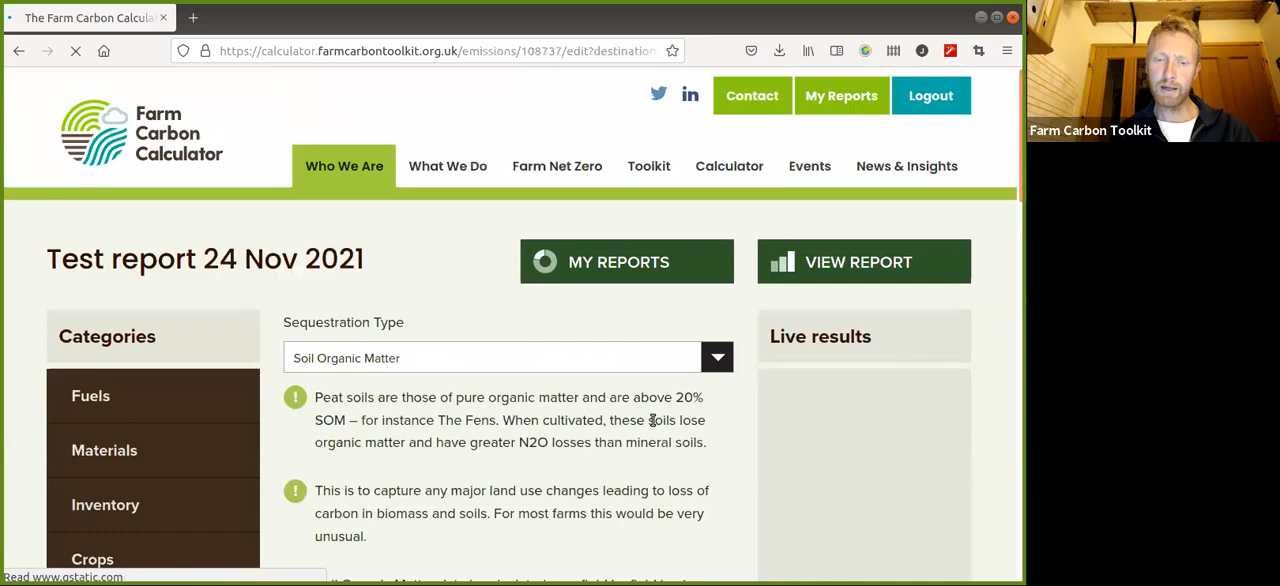 The Farm Carbon Calcula
https://calculator.farmcarbontoolkit.org.uk/emissions/108737/edit?destination
Farm
Carbon
Calculator
Contact
My Reports
Logout
Who We Are
What We Do
Farm Net Zero
Toolkit
Calculator
Events
News & Insights
Farm Carbon Toolkit
Test report 24 Nov 2021
MY REPORTS
VIEW REPORT
Categories
Fuels
Materials
Inventory
Crops
Sequestration Type
Soil Organic Matter
Peat soils are those of pure organic matter and are above 20%
SOM – for instance The Fens. When cultivated, these soils lose
organic matter and have greater N2O losses than mineral soils.
This is to capture any major land use changes leading to loss of
carbon in biomass and soils. For most farms this would be very
unusual.
Live results
Read www.gstatic.com